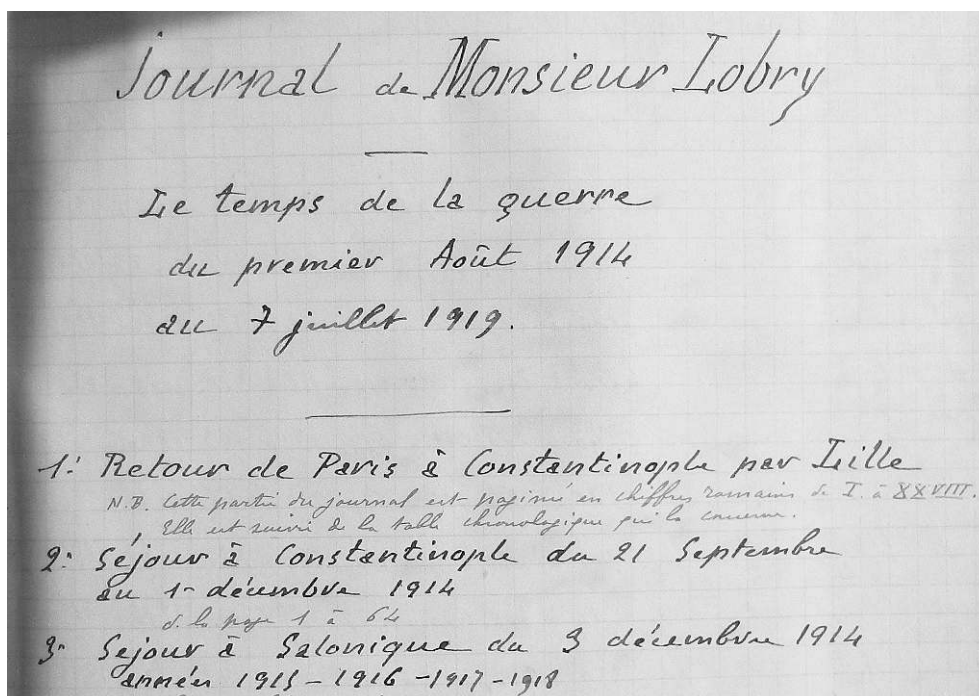 Journal de Monsieur Lobry
Le temps de la guerre
du premier Août 1914
au 7 juillet 1919.
1° Retour de Paris à Constantinople par Lille
N.B. Cette partie du journal est paginée en chiffres romains de I. à XXVIII.
Elle est suivie de la table chronologique qui la concerne.
2° Séjour à Constantinople du 21 Septembre
au 1er décembre 1914
de la page 1 à 64
3° Séjour à Salonique du 3 décembre 1914
années 1915-1916-1917-1918